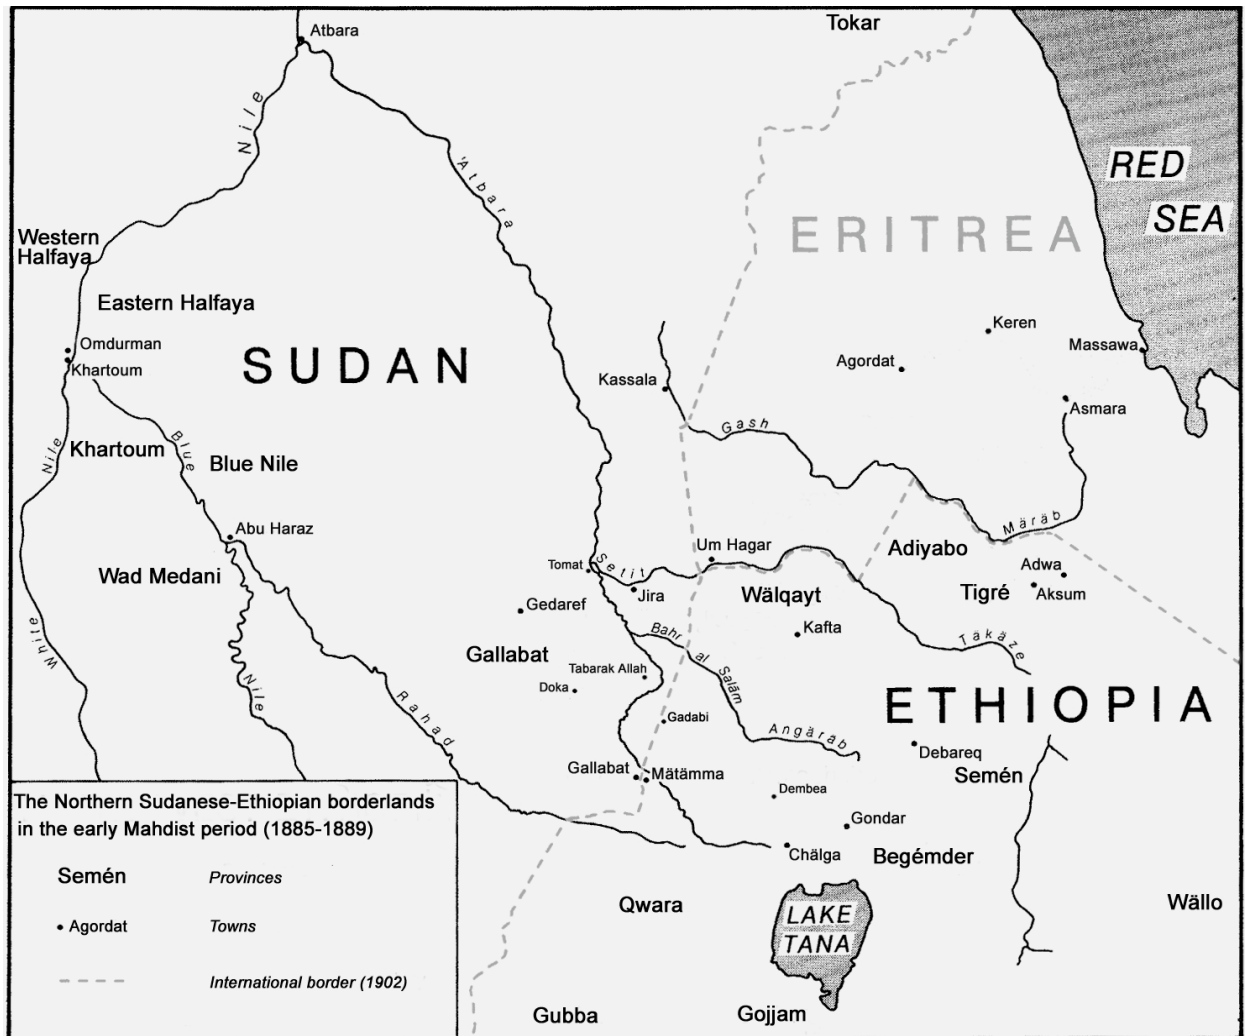 Tokar
Atbara
Nile
'Atbara
RED
SEA
ERITREA
Western
Halfaya
Eastern Halfaya
Omdurman
Khartoum
SUDAN
Keren
Massawa
Agordat
Kassala
Asmara
Gash
Khartoum
Nile
White
Blue
Nile
Blue Nile
Abu Haraz
Wad Medani
Märäb
Adiyabo
Um Hagar
Setit
Tomat
Jira
Adwa
Aksum
Tigré
Wälqayt
Kafta
Gedaref
Täkäze
Bahr
al
Saläm
Gallabat
Tabarak Allah
Doka
Rahad
Gadabi
Angäräb
ETHIOPIA
Debareq
Semén
Gallabat
Mätämma
Dembea
Gondar
Chälga
Begémder
Qwara
LAKE
TANA
Wällo
Gubba
Gojjam
The Northern Sudanese-Ethiopian borderlands
in the early Mahdist period (1885-1889)
Semén Provinces
Agordat Towns
International border (1902)